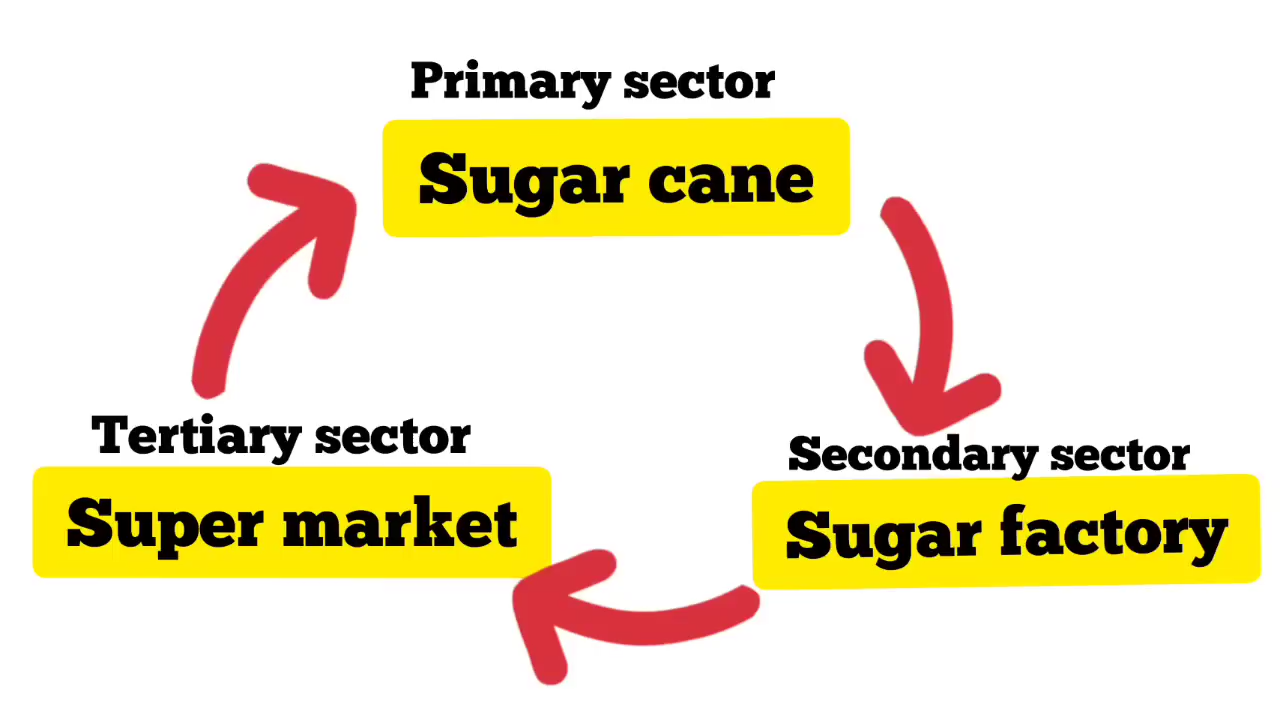 Primary sector
Sugar cane
Tertiary sector
Super market
Secondary sector
Sugar factory